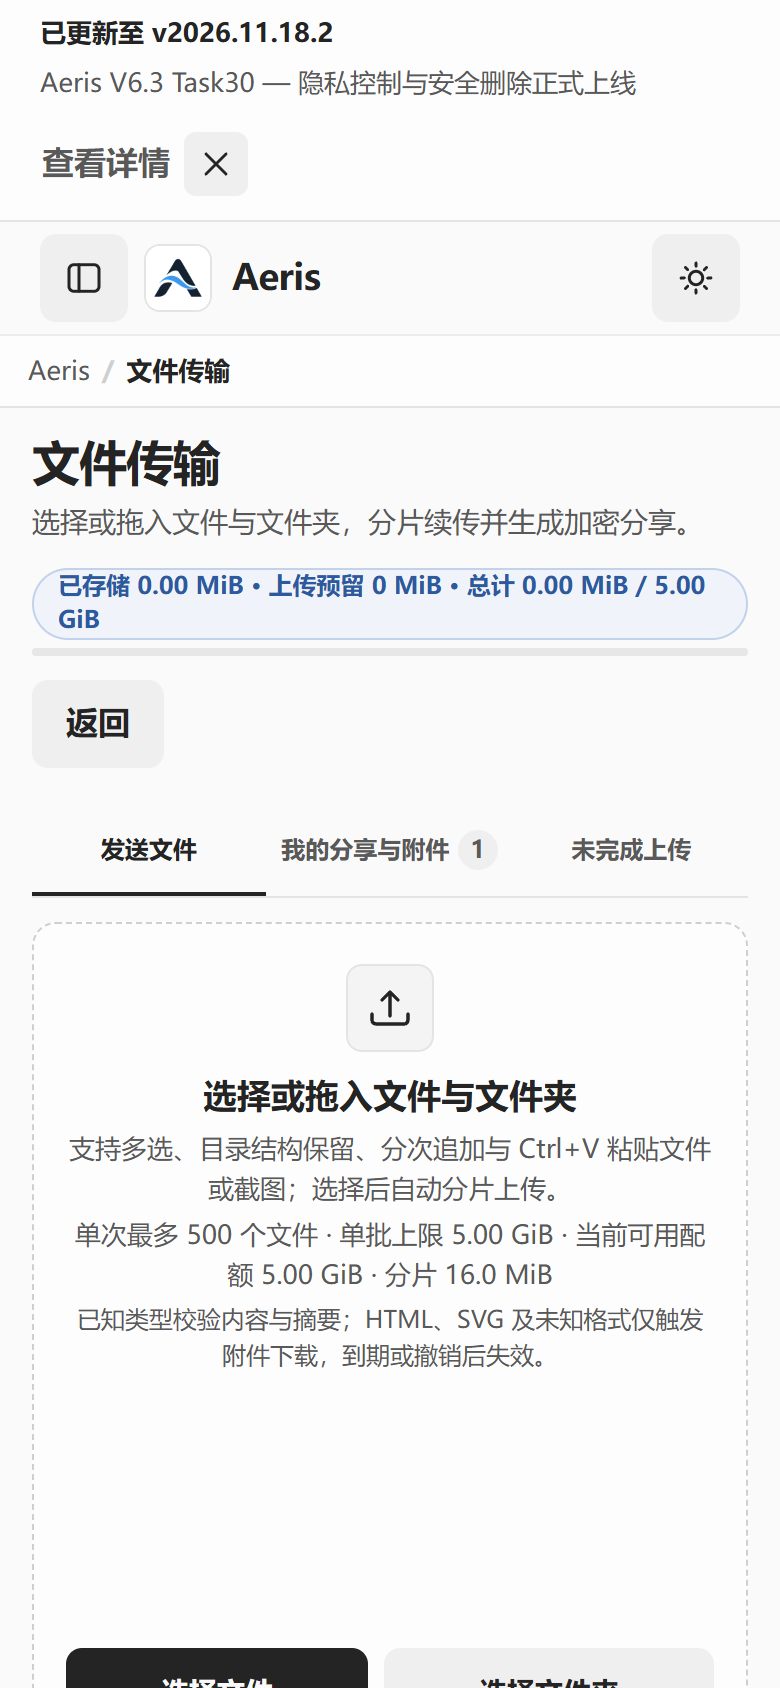 已更新至 v2026.11.18.2
Aeris V6.3 Task30 — 隐私控制与安全删除正式上线
查看详情
Aeris
Aeris / 文件传输
文件传输
选择或拖入文件与文件夹，分片续传并生成加密分享。
已存储 0.00 MiB • 上传预留 0 MiB • 总计 0.00 MiB / 5.00
GiB
返回
发送文件
我的分享与附件 1
未完成上传
选择或拖入文件与文件夹
支持多选、目录结构保留、分次追加与 Ctrl+V 粘贴文件
或截图；选择后自动分片上传。
单次最多 500 个文件 · 单批上限 5.00 GiB · 当前可用配
额 5.00 GiB · 分片 16.0 MiB
已知类型校验内容与摘要；HTML、SVG 及未知格式仅触发
附件下载，到期或撤销后失效。
选择文件
选择文件夹